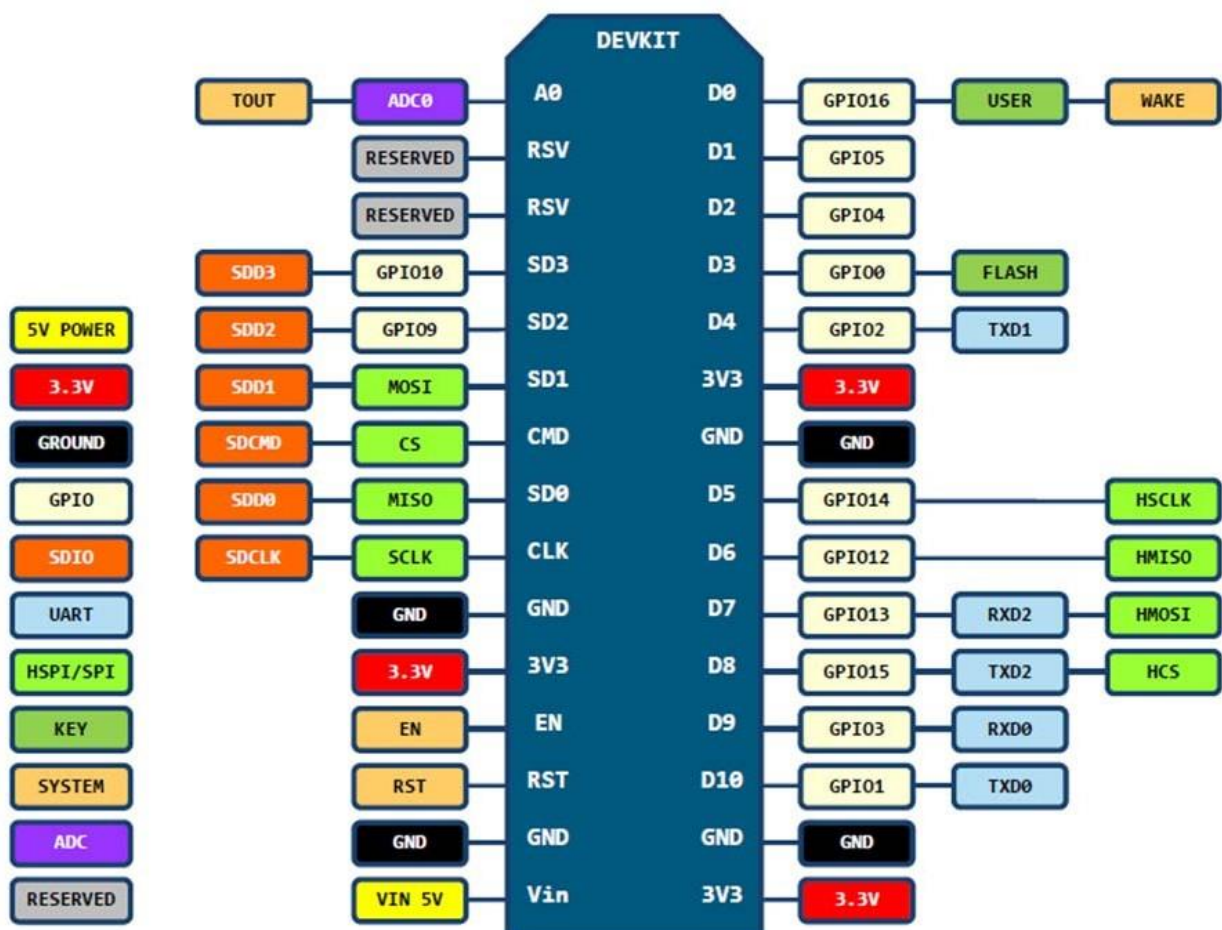 DEVKIT
TOUT ADC0 A0 D0 GPIO16 USER WAKE
RESERVED RSV D1 GPIO5
RESERVED RSV D2 GPIO4
SDD3 GPIO10 SD3 D3 GPIO0 FLASH
5V POWER SDD2 GPIO9 SD2 D4 GPIO2 TXD1
3.3V SDD1 MOSI SD1 3V3 3.3V
GROUND SDCMD CS CMD GND GND
GPIO SDD0 MISO SD0 D5 GPIO14 HSCLK
SDIO SDCLK SCLK CLK D6 GPIO12 HMISO
UART GND GND D7 GPIO13 RXD2 HMOSI
HSPI/SPI 3.3V 3V3 D8 GPIO15 TXD2 HCS
KEY EN EN D9 GPIO3 RXD0
SYSTEM RST RST D10 GPIO1 TXD0
ADC GND GND GND GND
RESERVED VIN 5V Vin 3V3 3.3V